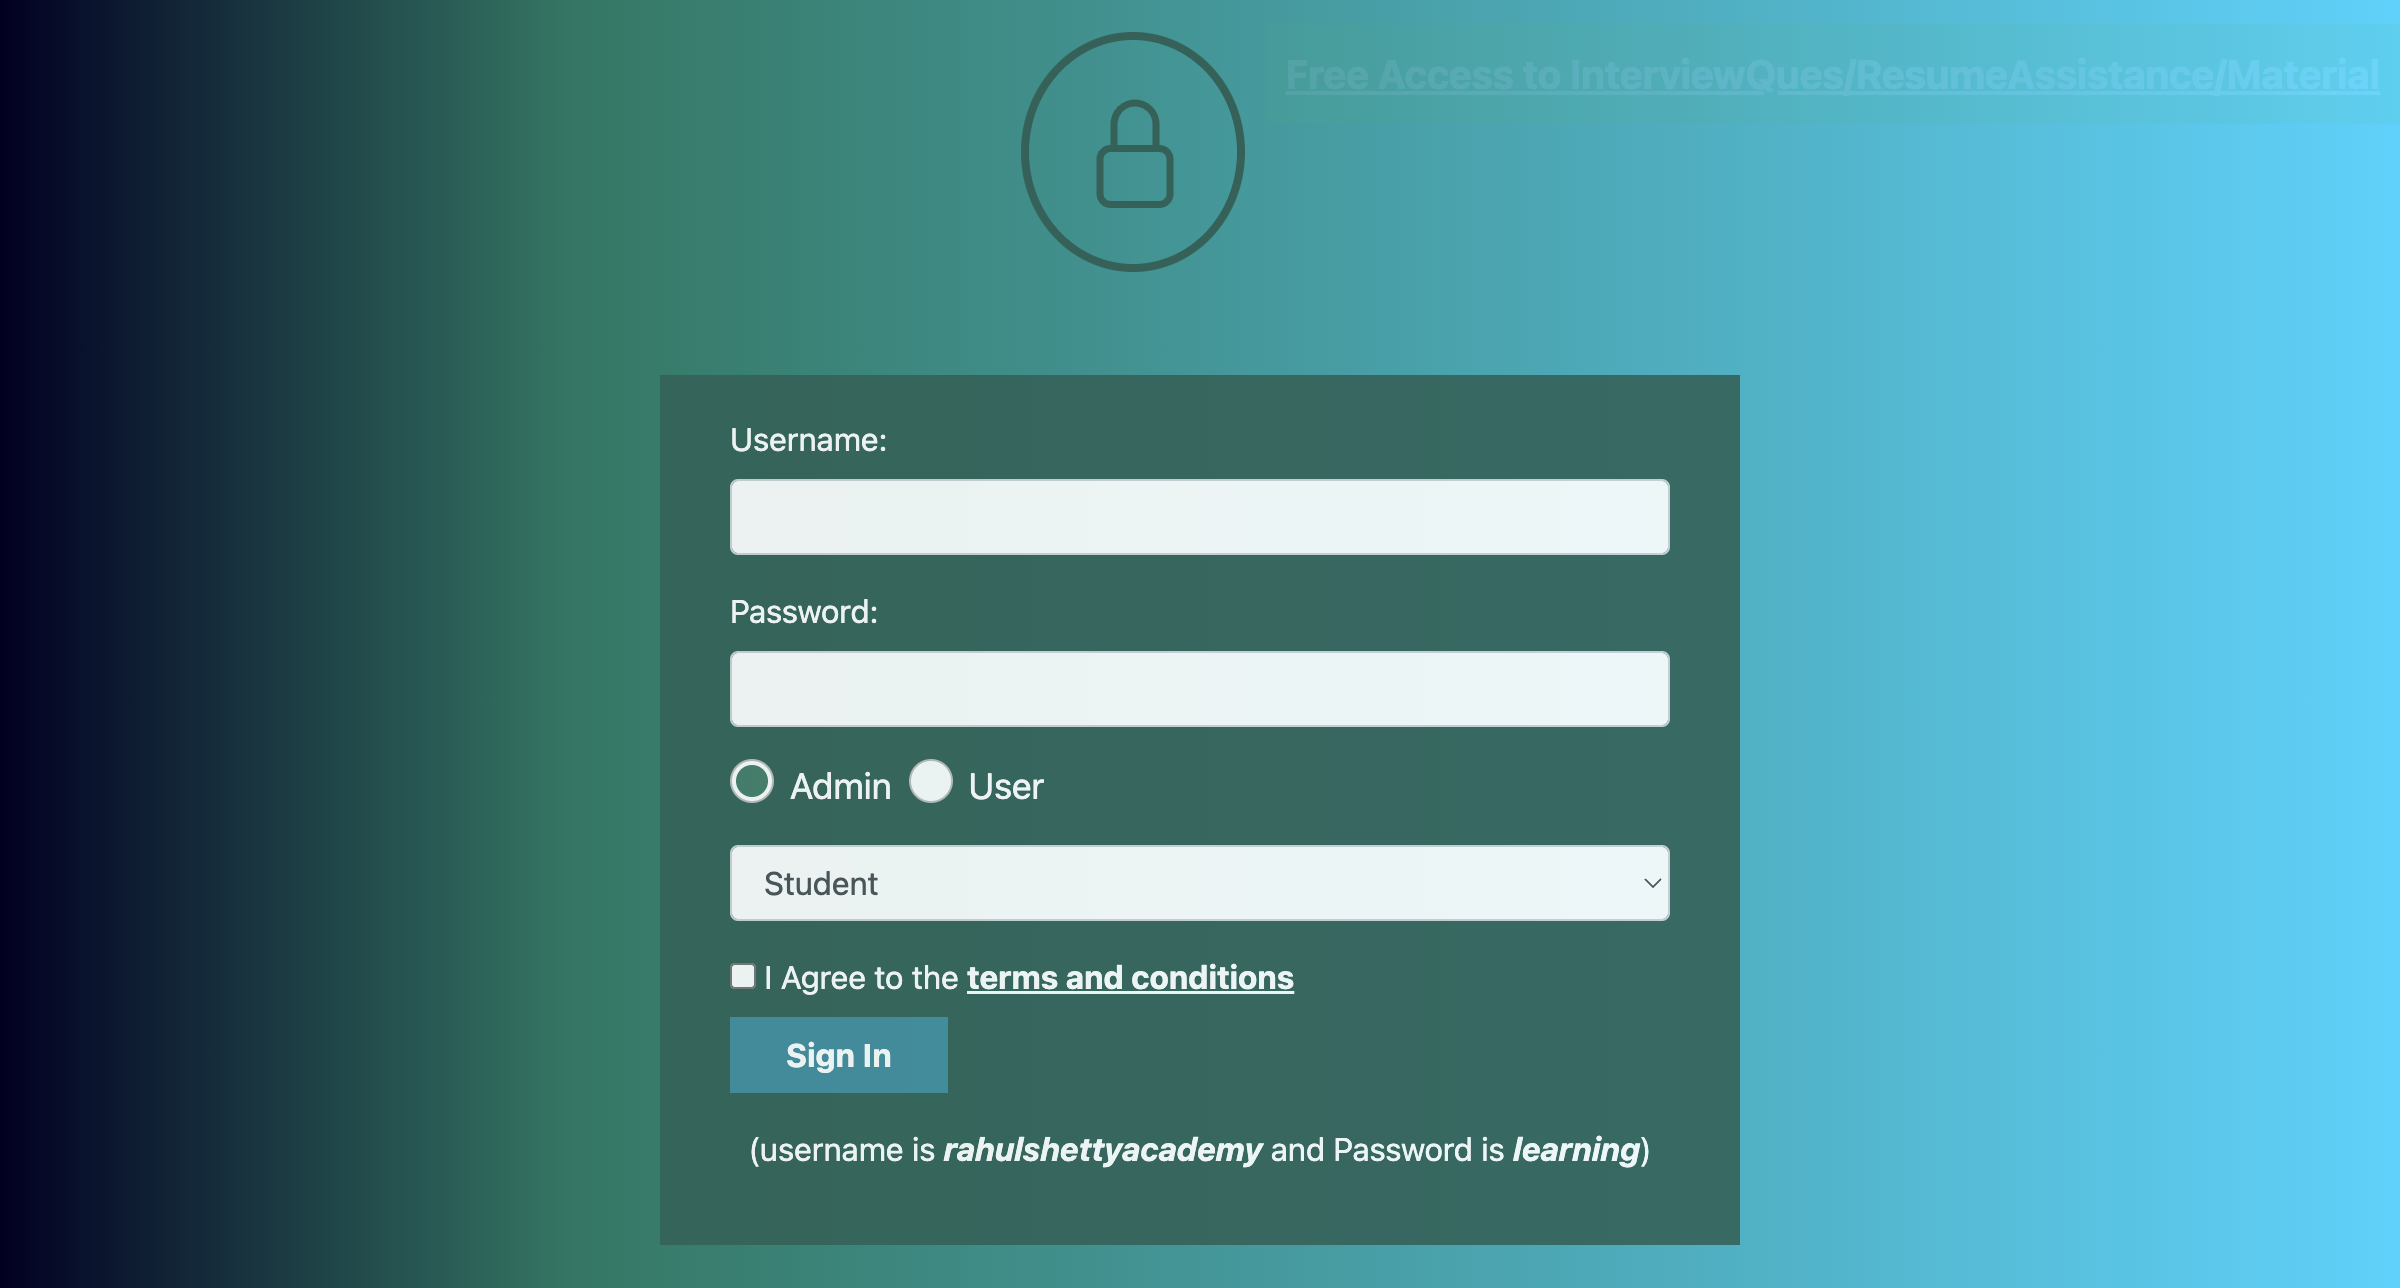 Free Access to InterviewQues/ResumeAssistance/Material
Username:
Password:
Admin User
Student
I Agree to the terms and conditions
Sign In
(username is rahulshettyacademy and Password is learning)